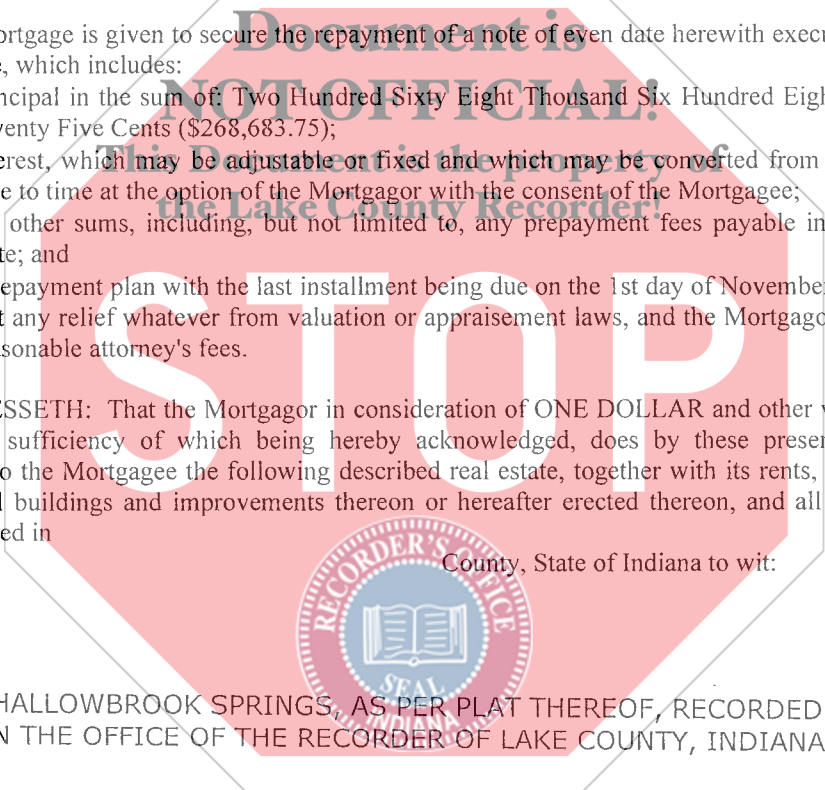 Document is
ortgage is given to secure the repayment of a note of even date herewith execu
e, which includes:
NOT OFFICIAL!
ncipal in the sum of: Two Hundred Sixty Eight Thousand Six Hundred Eigh
venty Five Cents ($268,683.75);
This Document is the property of
erest, which may be adjustable or fixed and which may be converted from
e to time at the option of the Mortgagor with the consent of the Mortgagee;
the Lake County Recorder!
other sums, including, but not limited to, any prepayment fees payable in
te; and
epayment plan with the last installment being due on the 1st day of November
t any relief whatever from valuation or appraisement laws, and the Mortgago
asonable attorney's fees.
STOP
ESSETH: That the Mortgagor in consideration of ONE DOLLAR and other v
sufficiency of which being hereby acknowledged, does by these presen
o the Mortgagee the following described real estate, together with its rents,
l buildings and improvements thereon or hereafter erected thereon, and all
ed in
County, State of Indiana to wit:
RECORDER'S OFFICE
SEAL
INDIANA
HALLOWBROOK SPRINGS, AS PER PLAT THEREOF, RECORDED
N THE OFFICE OF THE RECORDER OF LAKE COUNTY, INDIANA